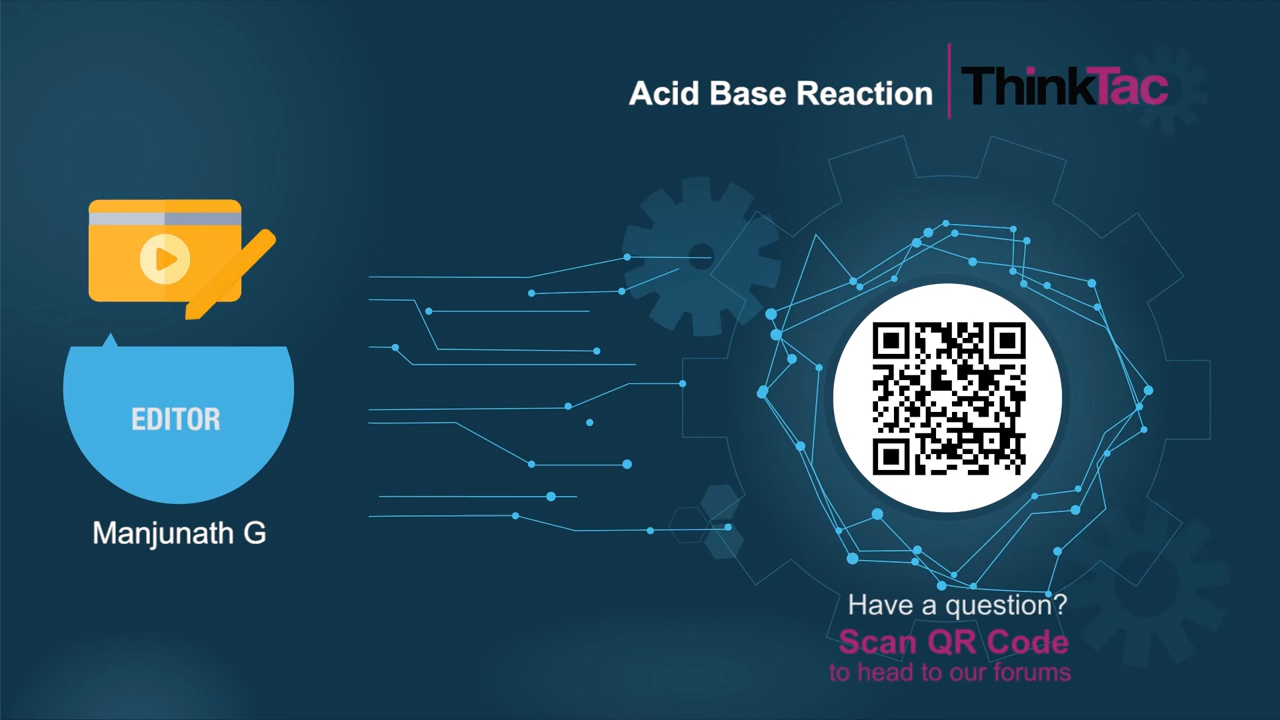 Acid Base Reaction
ThinkTac
EDITOR
Manjunath G
Have a question?
Scan QR Code
to head to our forums